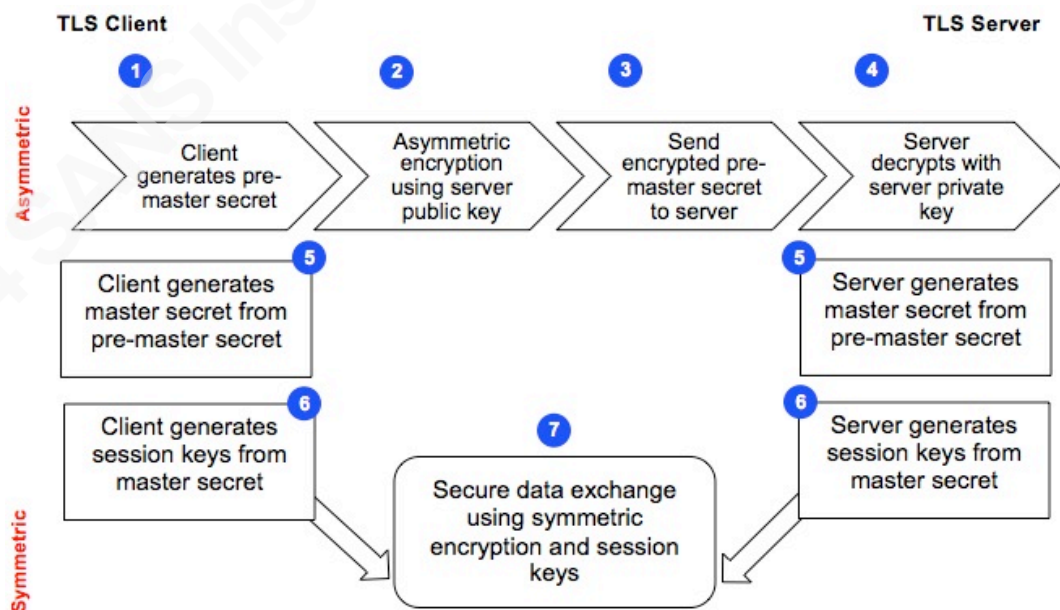 TLS Client
TLS Server
1
2
3
4
Asymmetric
Client
generates pre-
master secret
Asymmetric
encryption
using server
public key
Send
encrypted pre-
master secret
to server
Server
decrypts with
server private
key
5
Client generates
master secret from
pre-master secret
5
Server generates
master secret from
pre-master secret
6
Client generates
session keys from
master secret
6
Server generates
session keys from
master secret
7
Secure data exchange
using symmetric
encryption and session
keys
Symmetric
SANS Ins